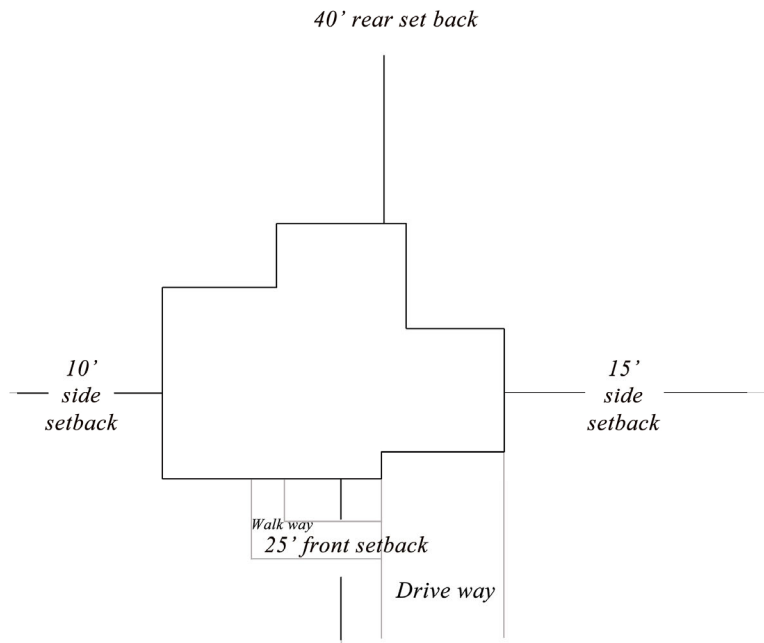 40’ rear set back
10’
side
setback
15’
side
setback
Walk way
25’ front setback
Drive way